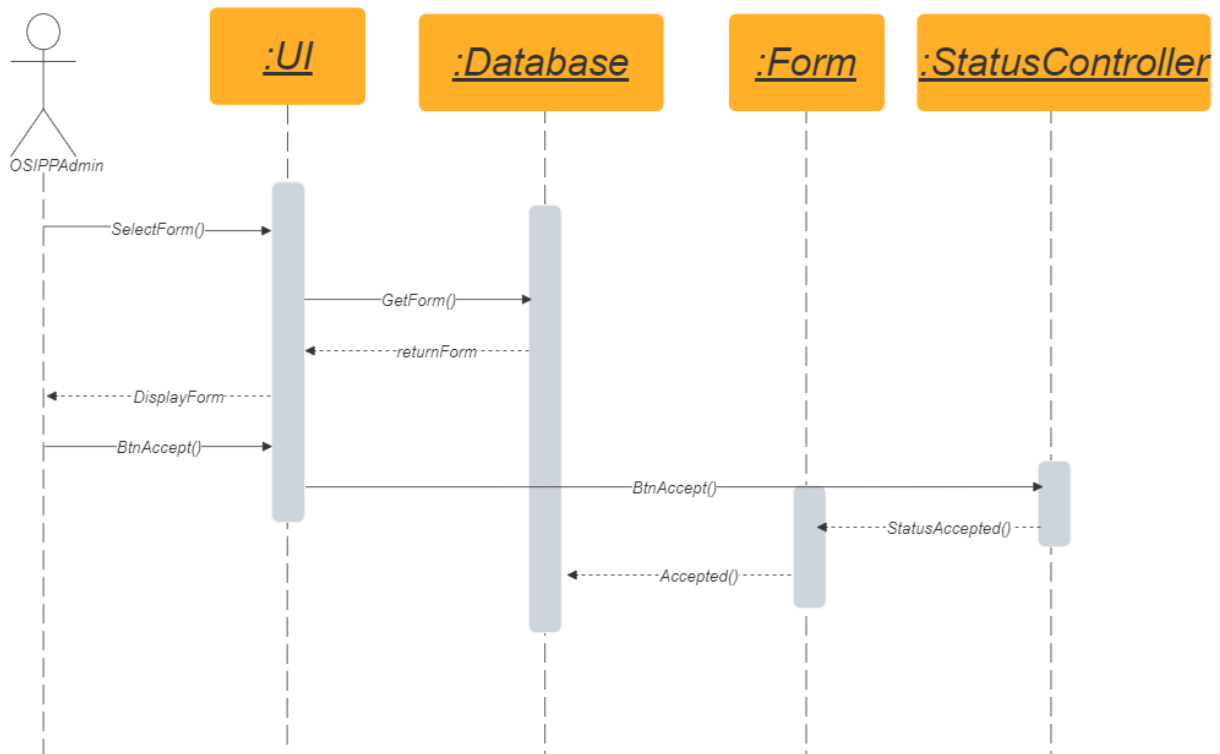 :UI
:Database
:Form
:StatusController
OSIPPAdmin
SelectForm()
GetForm()
returnForm
DisplayForm
BtnAccept()
BtnAccept()
StatusAccepted()
Accepted()